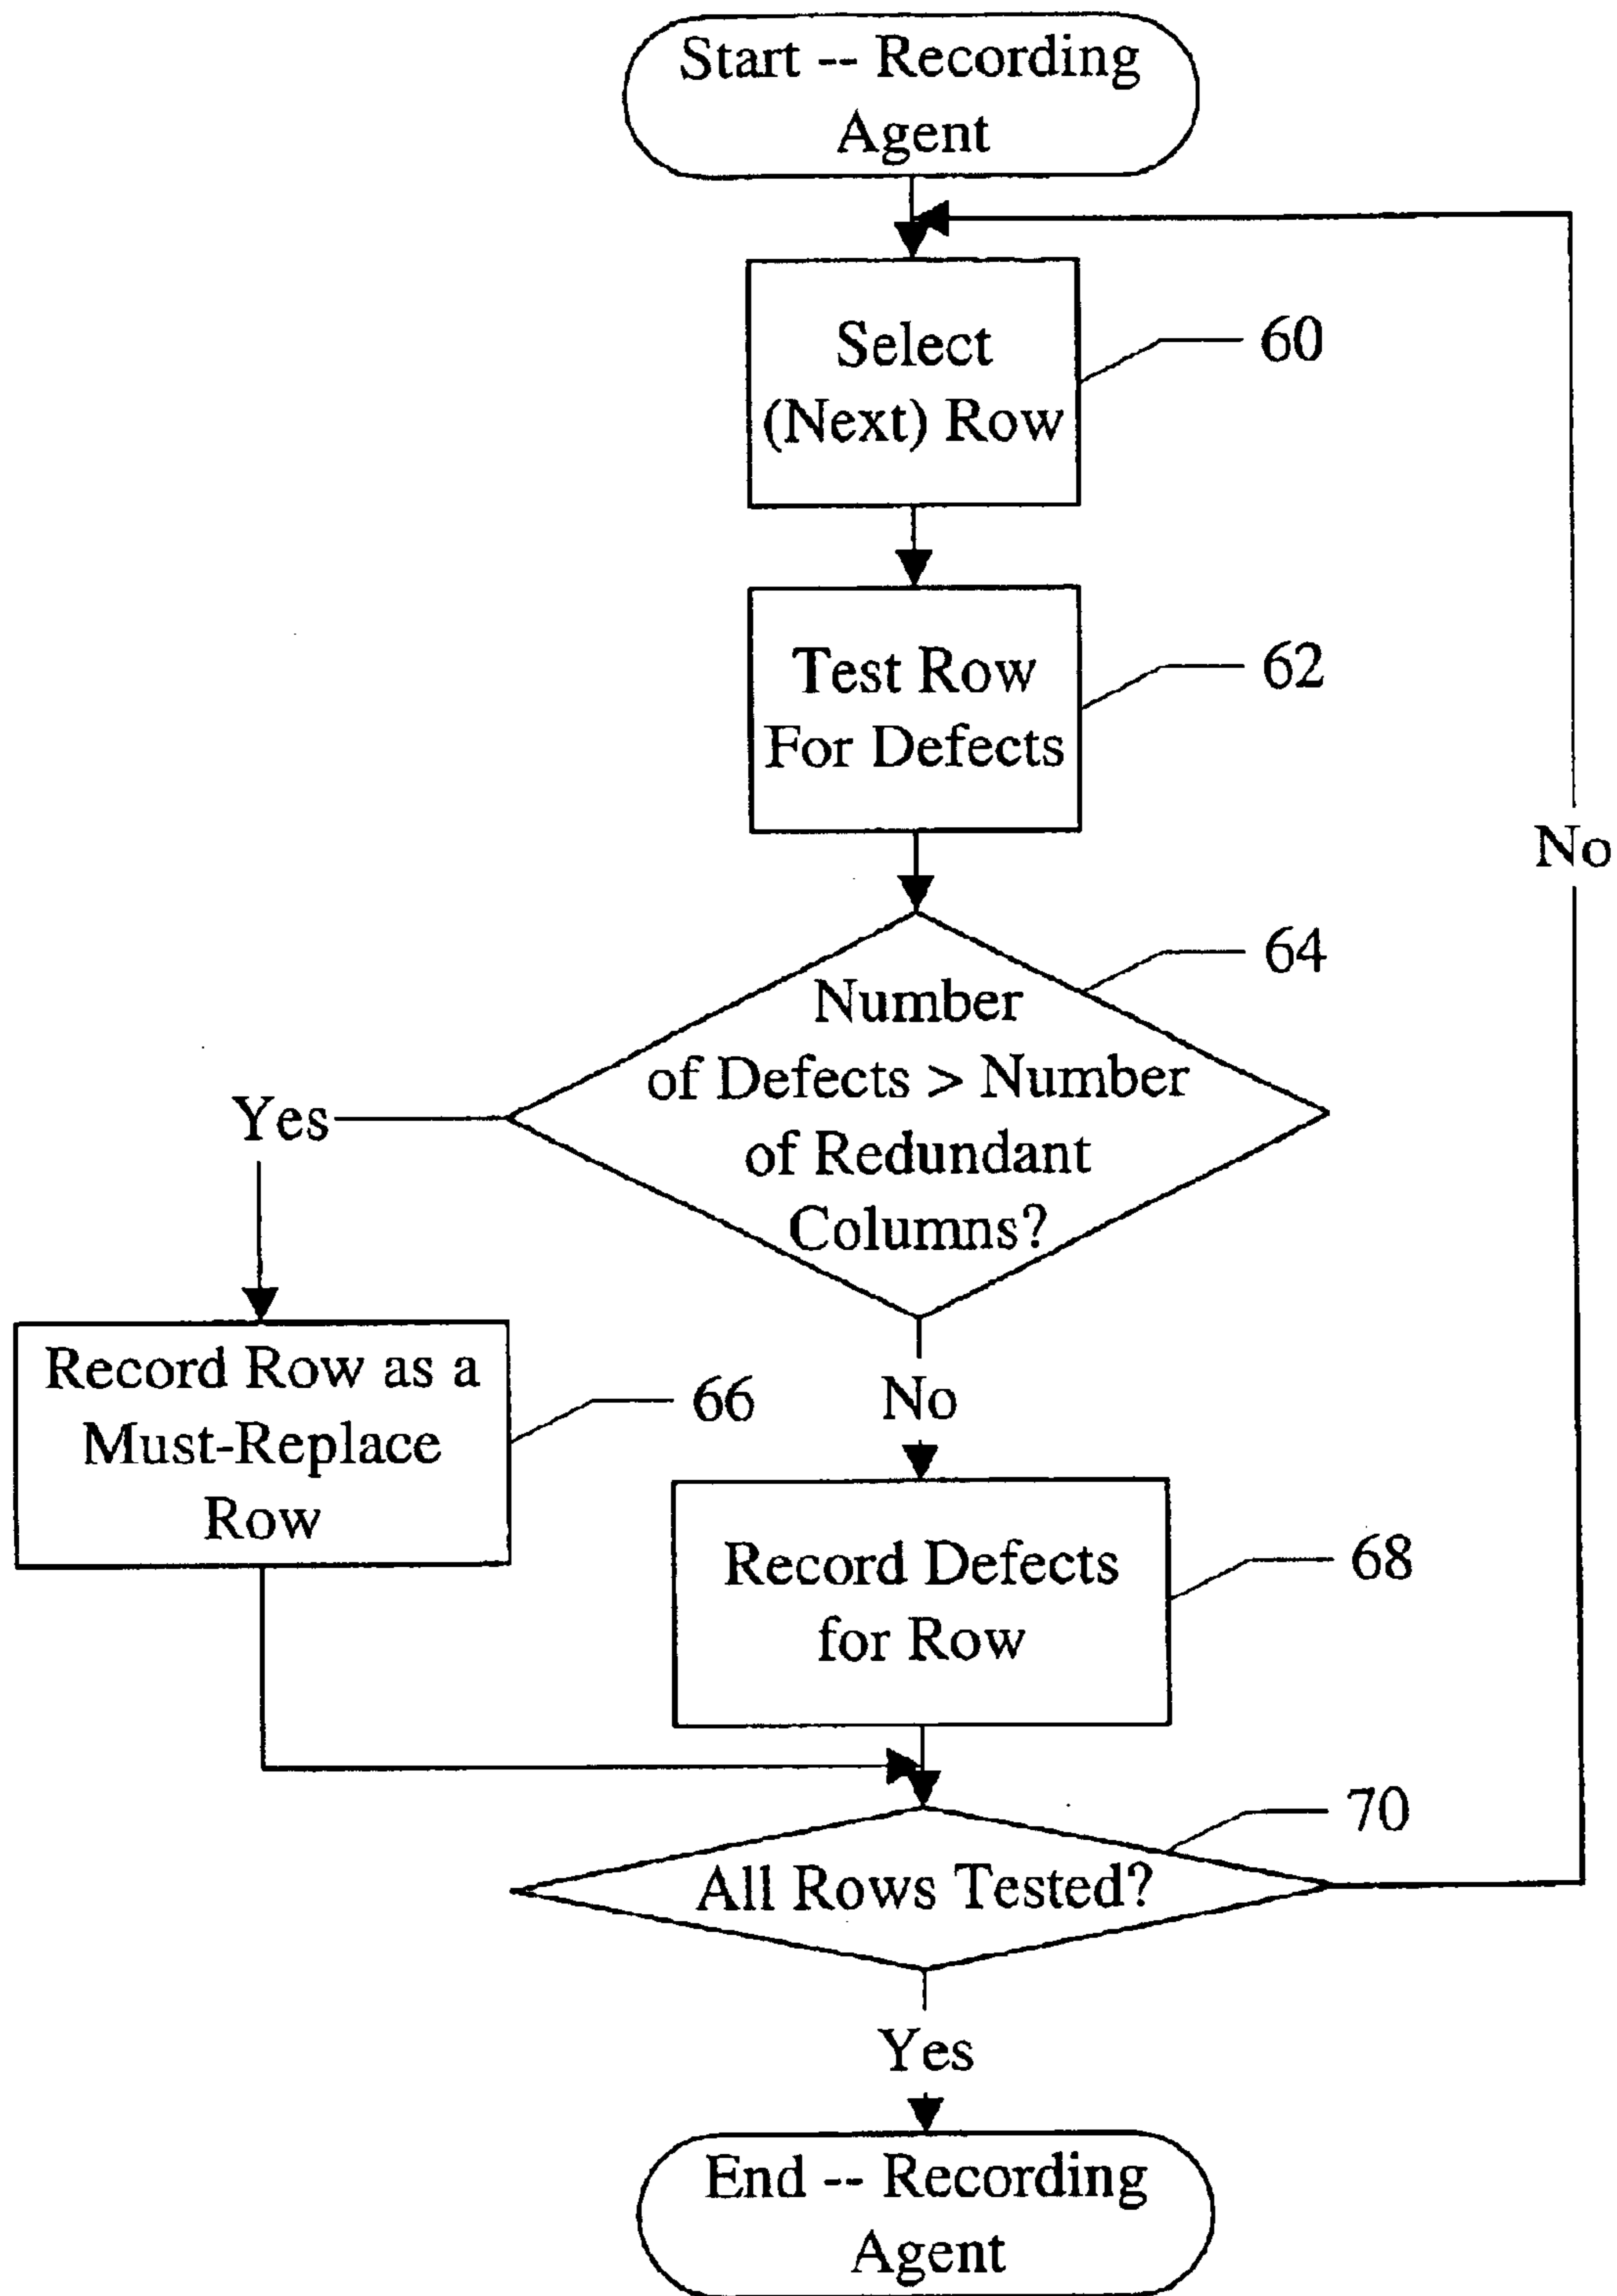 Start -- Recording
Agent
Select
(Next) Row
60
Test Row
For Defects
62
No
64
Number
of Defects > Number
of Redundant
Columns?
Yes
Record Row as a
Must-Replace
Row
66
No
Record Defects
for Row
68
70
All Rows Tested?
Yes
End -- Recording
Agent